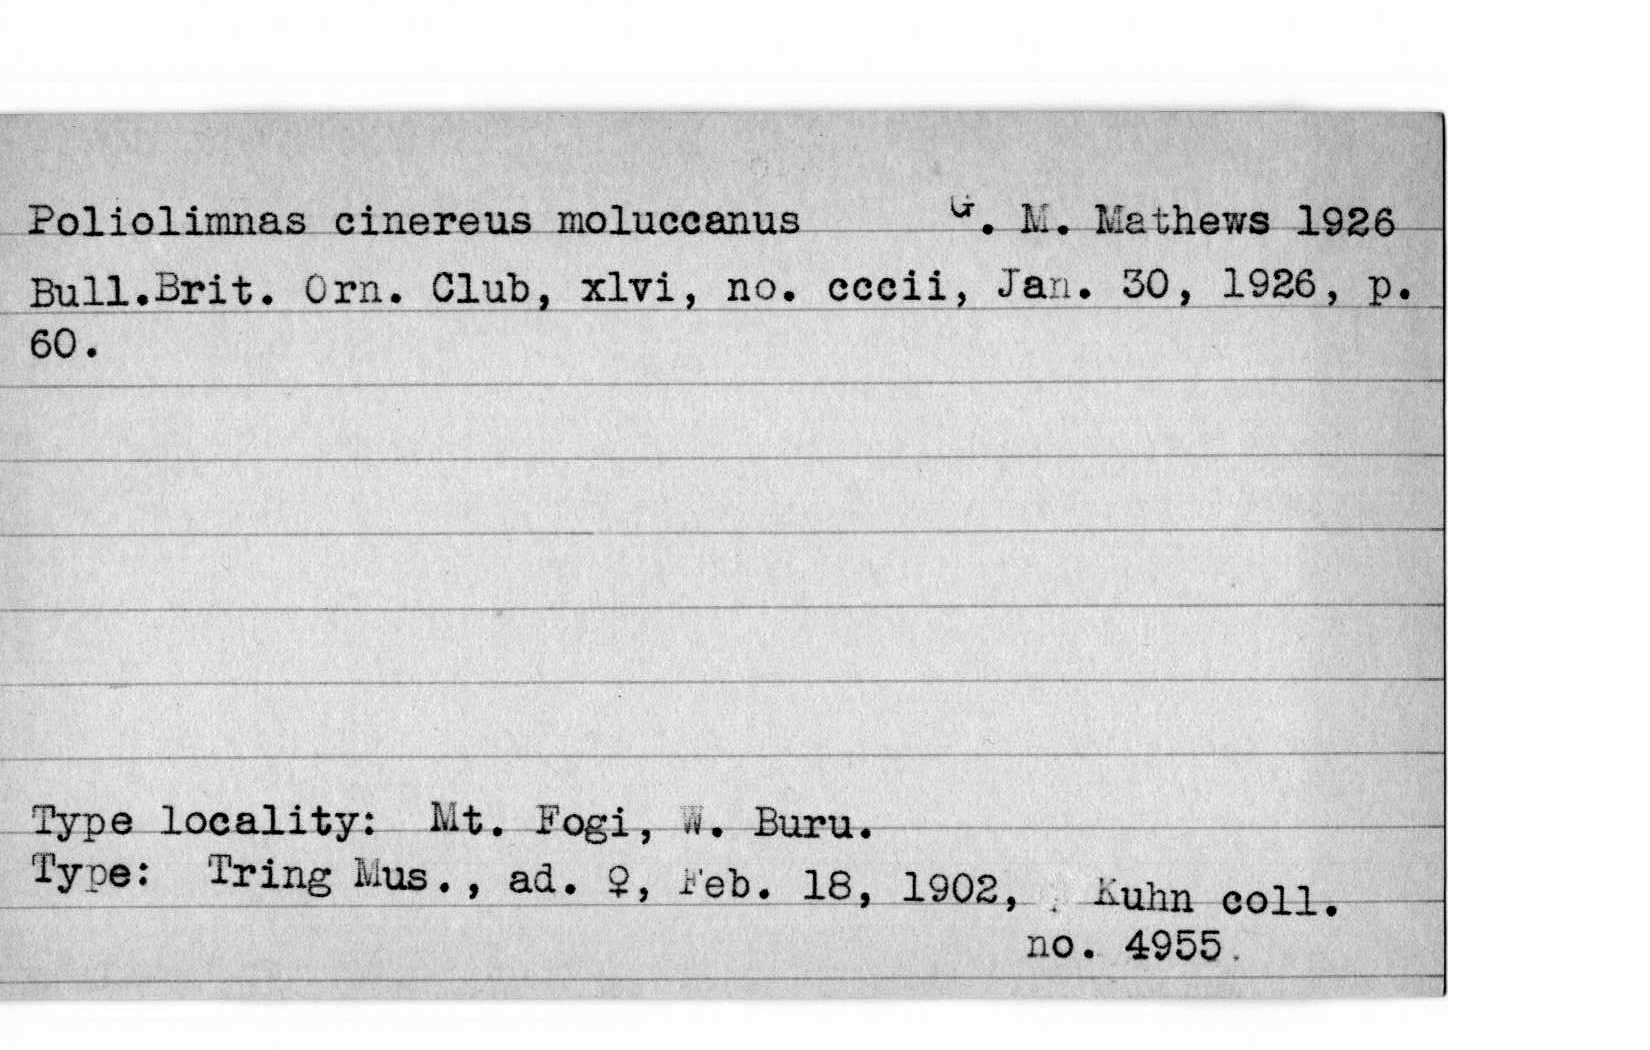 Poliolimnas cinereus moluccanus G. M. Mathews 1926
Bull.Brit. Orn. Club, xlvi, no. cccii, Jan. 30, 1926, p.
60.
Type locality: Mt. Fogi, W. Buru.
Type: Tring Mus., ad. ♀, Feb. 18, 1902, Kuhn coll.
no. 4955.